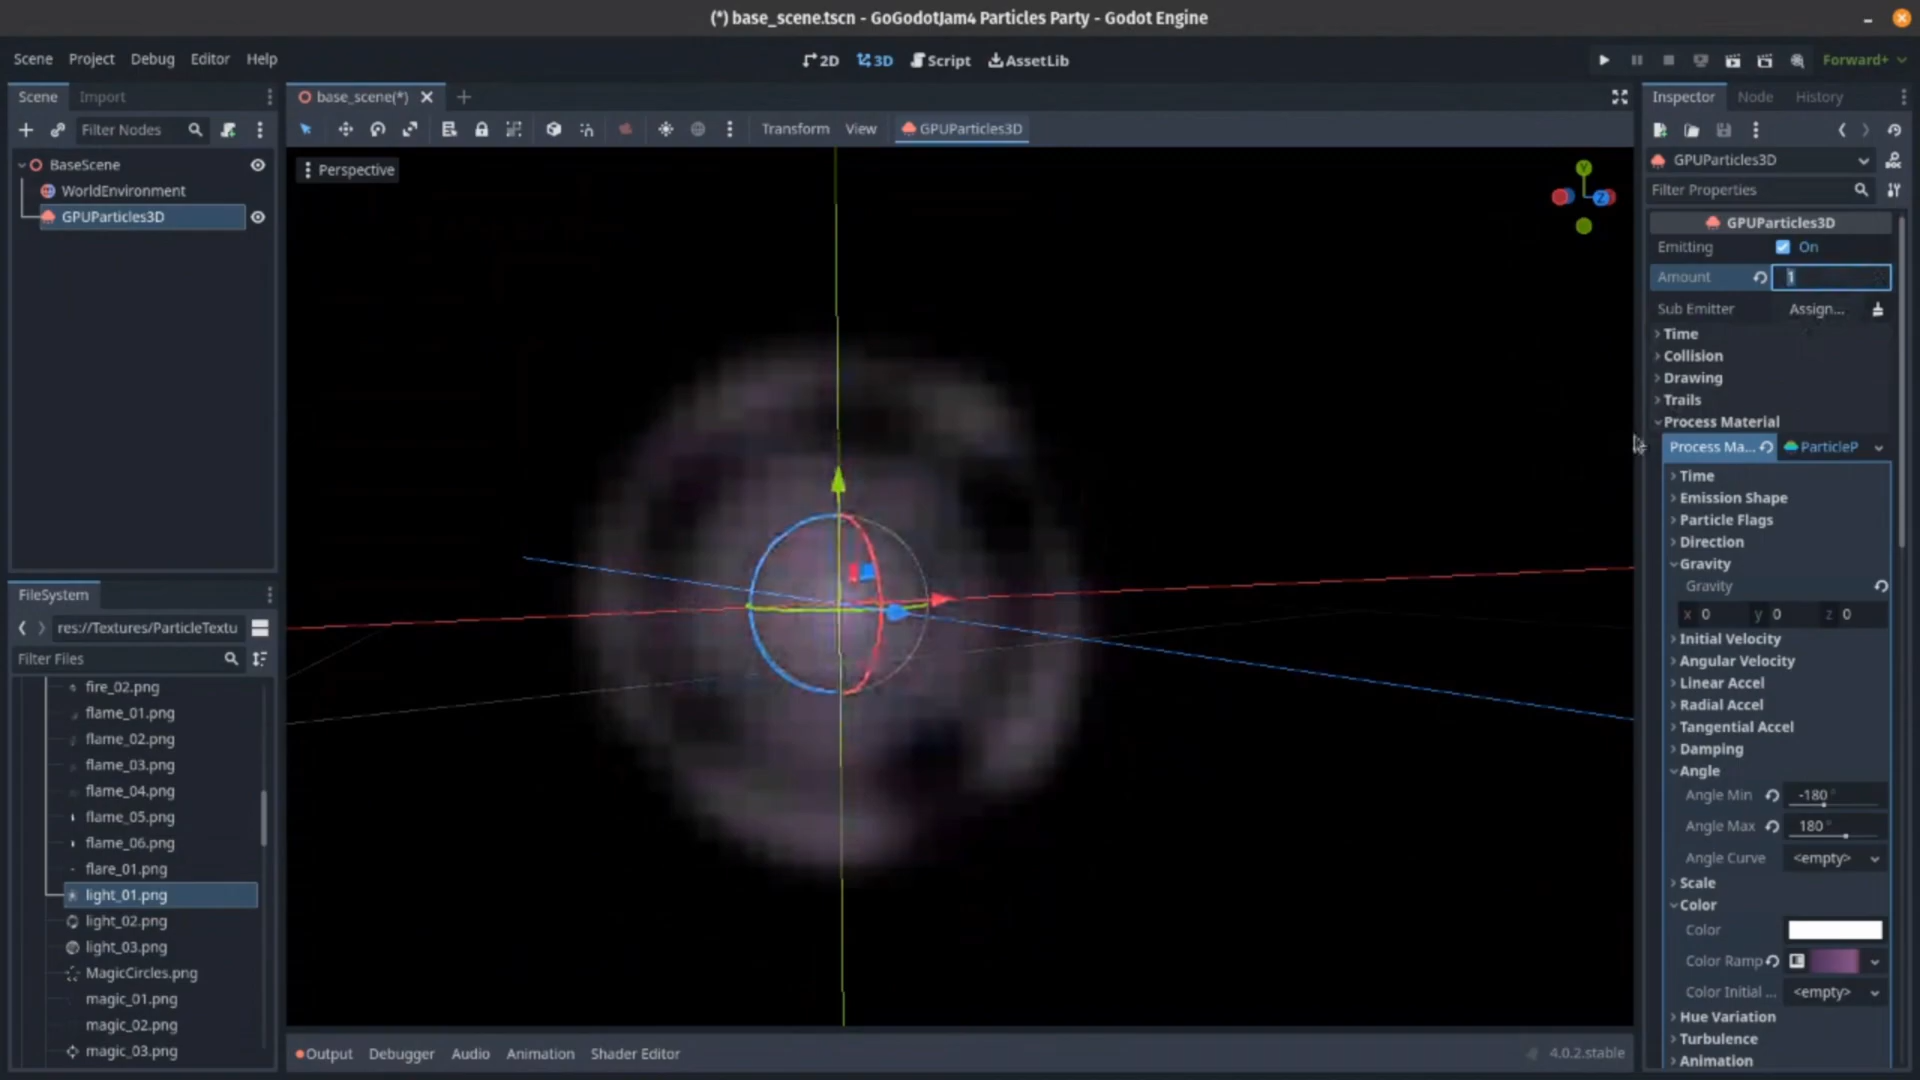 (*) base_scene.tscn - GoGodotJam4 Particles Party - Godot Engine
Scene Project Debug Editor Help
2D 3D Script AssetLib
Forward+
Scene Import
base_scene(*)
Inspector Node History
Filter Nodes
Transform View GPUParticles3D
BaseScene
WorldEnvironment
GPUParticles3D
Perspective
Y
Z
GPUParticles3D
Filter Properties
GPUParticles3D
Emitting On
Amount 1
Sub Emitter Assign...
Time
Collision
Drawing
Trails
Process Material
Process Ma... ParticleP
Time
Emission Shape
Particle Flags
Direction
Gravity
Gravity
x 0 y 0 z 0
Initial Velocity
Angular Velocity
Linear Accel
Radial Accel
Tangential Accel
Damping
Angle
Angle Min -180 °
Angle Max 180 °
Angle Curve <empty>
Scale
Color
Color
Color Ramp
Color Initial ... <empty>
Hue Variation
Turbulence
Animation
FileSystem
res://Textures/ParticleTextu
Filter Files
fire_02.png
flame_01.png
flame_02.png
flame_03.png
flame_04.png
flame_05.png
flame_06.png
flare_01.png
light_01.png
light_02.png
light_03.png
MagicCircles.png
magic_01.png
magic_02.png
magic_03.png
Output Debugger Audio Animation Shader Editor
4.0.2.stable